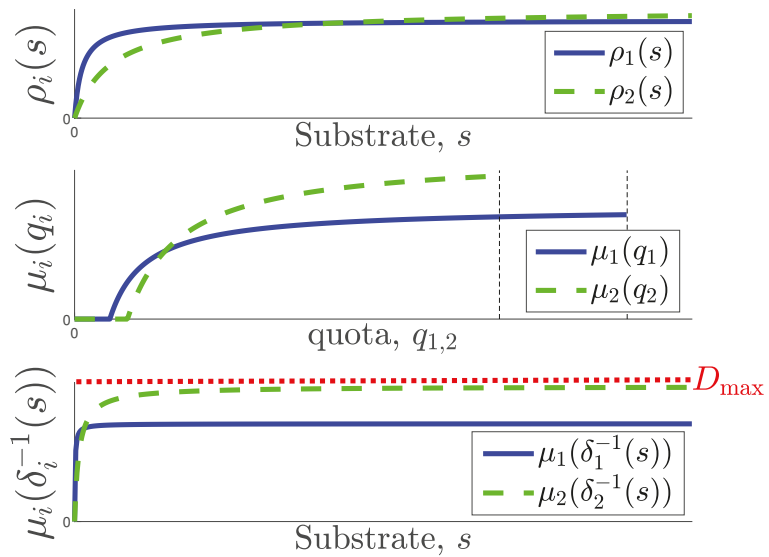 ρᵢ(s)
ρ₁(s)
ρ₂(s)
0
0
Substrate, s
μᵢ(qᵢ)
μ₁(q₁)
μ₂(q₂)
0
0
quota, q₁,₂
μᵢ(δᵢ⁻¹(s))
Dₘₐₓ
μ₁(δ₁⁻¹(s))
μ₂(δ₂⁻¹(s))
0
Substrate, s